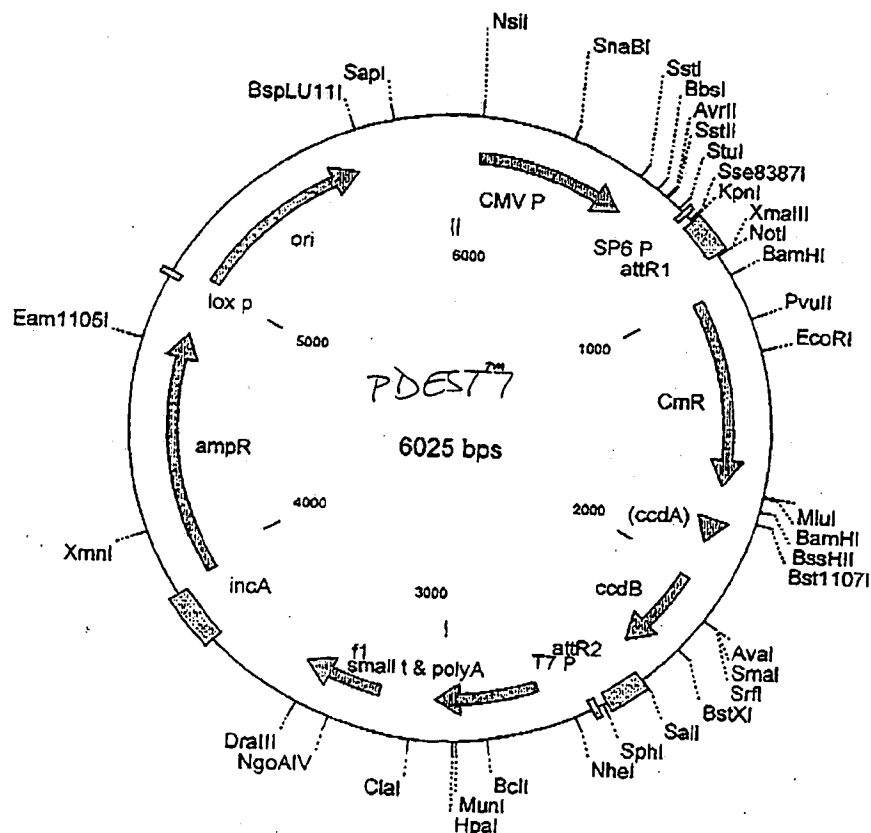 NsiI
SnaBI
SapI
BspLU11I
SstI
BbsI
AvrII
SstII
StuI
Sse8387I
KpnI
XmaIII
NotI
BamHI
PvuII
EcoRI
CMV P
ori
6000
SP6 P
attR1
lox p
Eam1105I
5000
1000
PDEST™7
CmR
ampR
6025 bps
4000
2000
(ccdA)
MluI
BamHI
BssHII
Bst1107I
XmnI
incA
3000
ccdB
attR2
T7 P
f1
small t & polyA
AvaI
SmaI
SrfI
BstXI
SalI
SphI
NheI
DraIII
NgoAIV
ClaI
MunI
HpaI
BclI